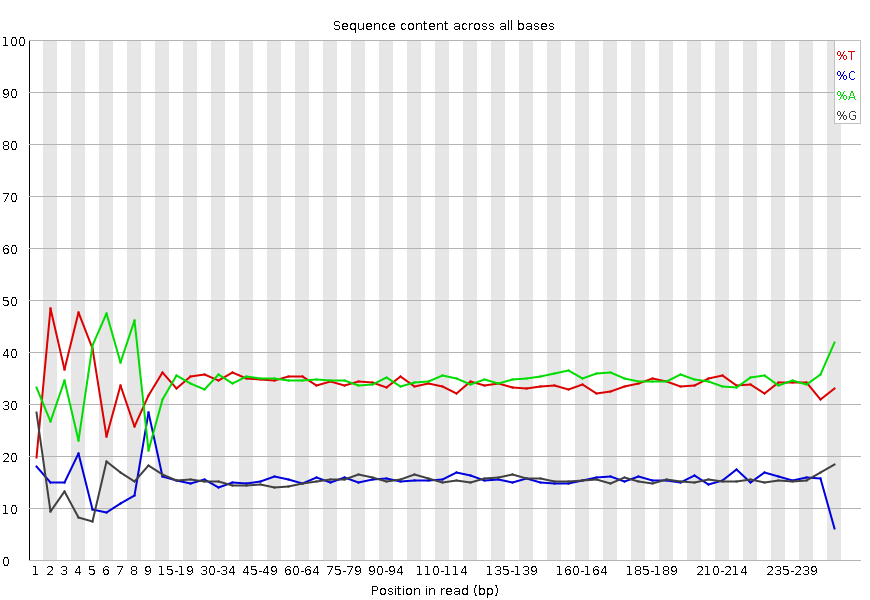 Sequence content across all bases
100
90
80
70
60
50
40
30
20
10
0
%T
%C
%A
%G
1 2 3 4 5 6 7 8 9 15-19 30-34 45-49 60-64 75-79 90-94 110-114 135-139 160-164 185-189 210-214 235-239
Position in read (bp)